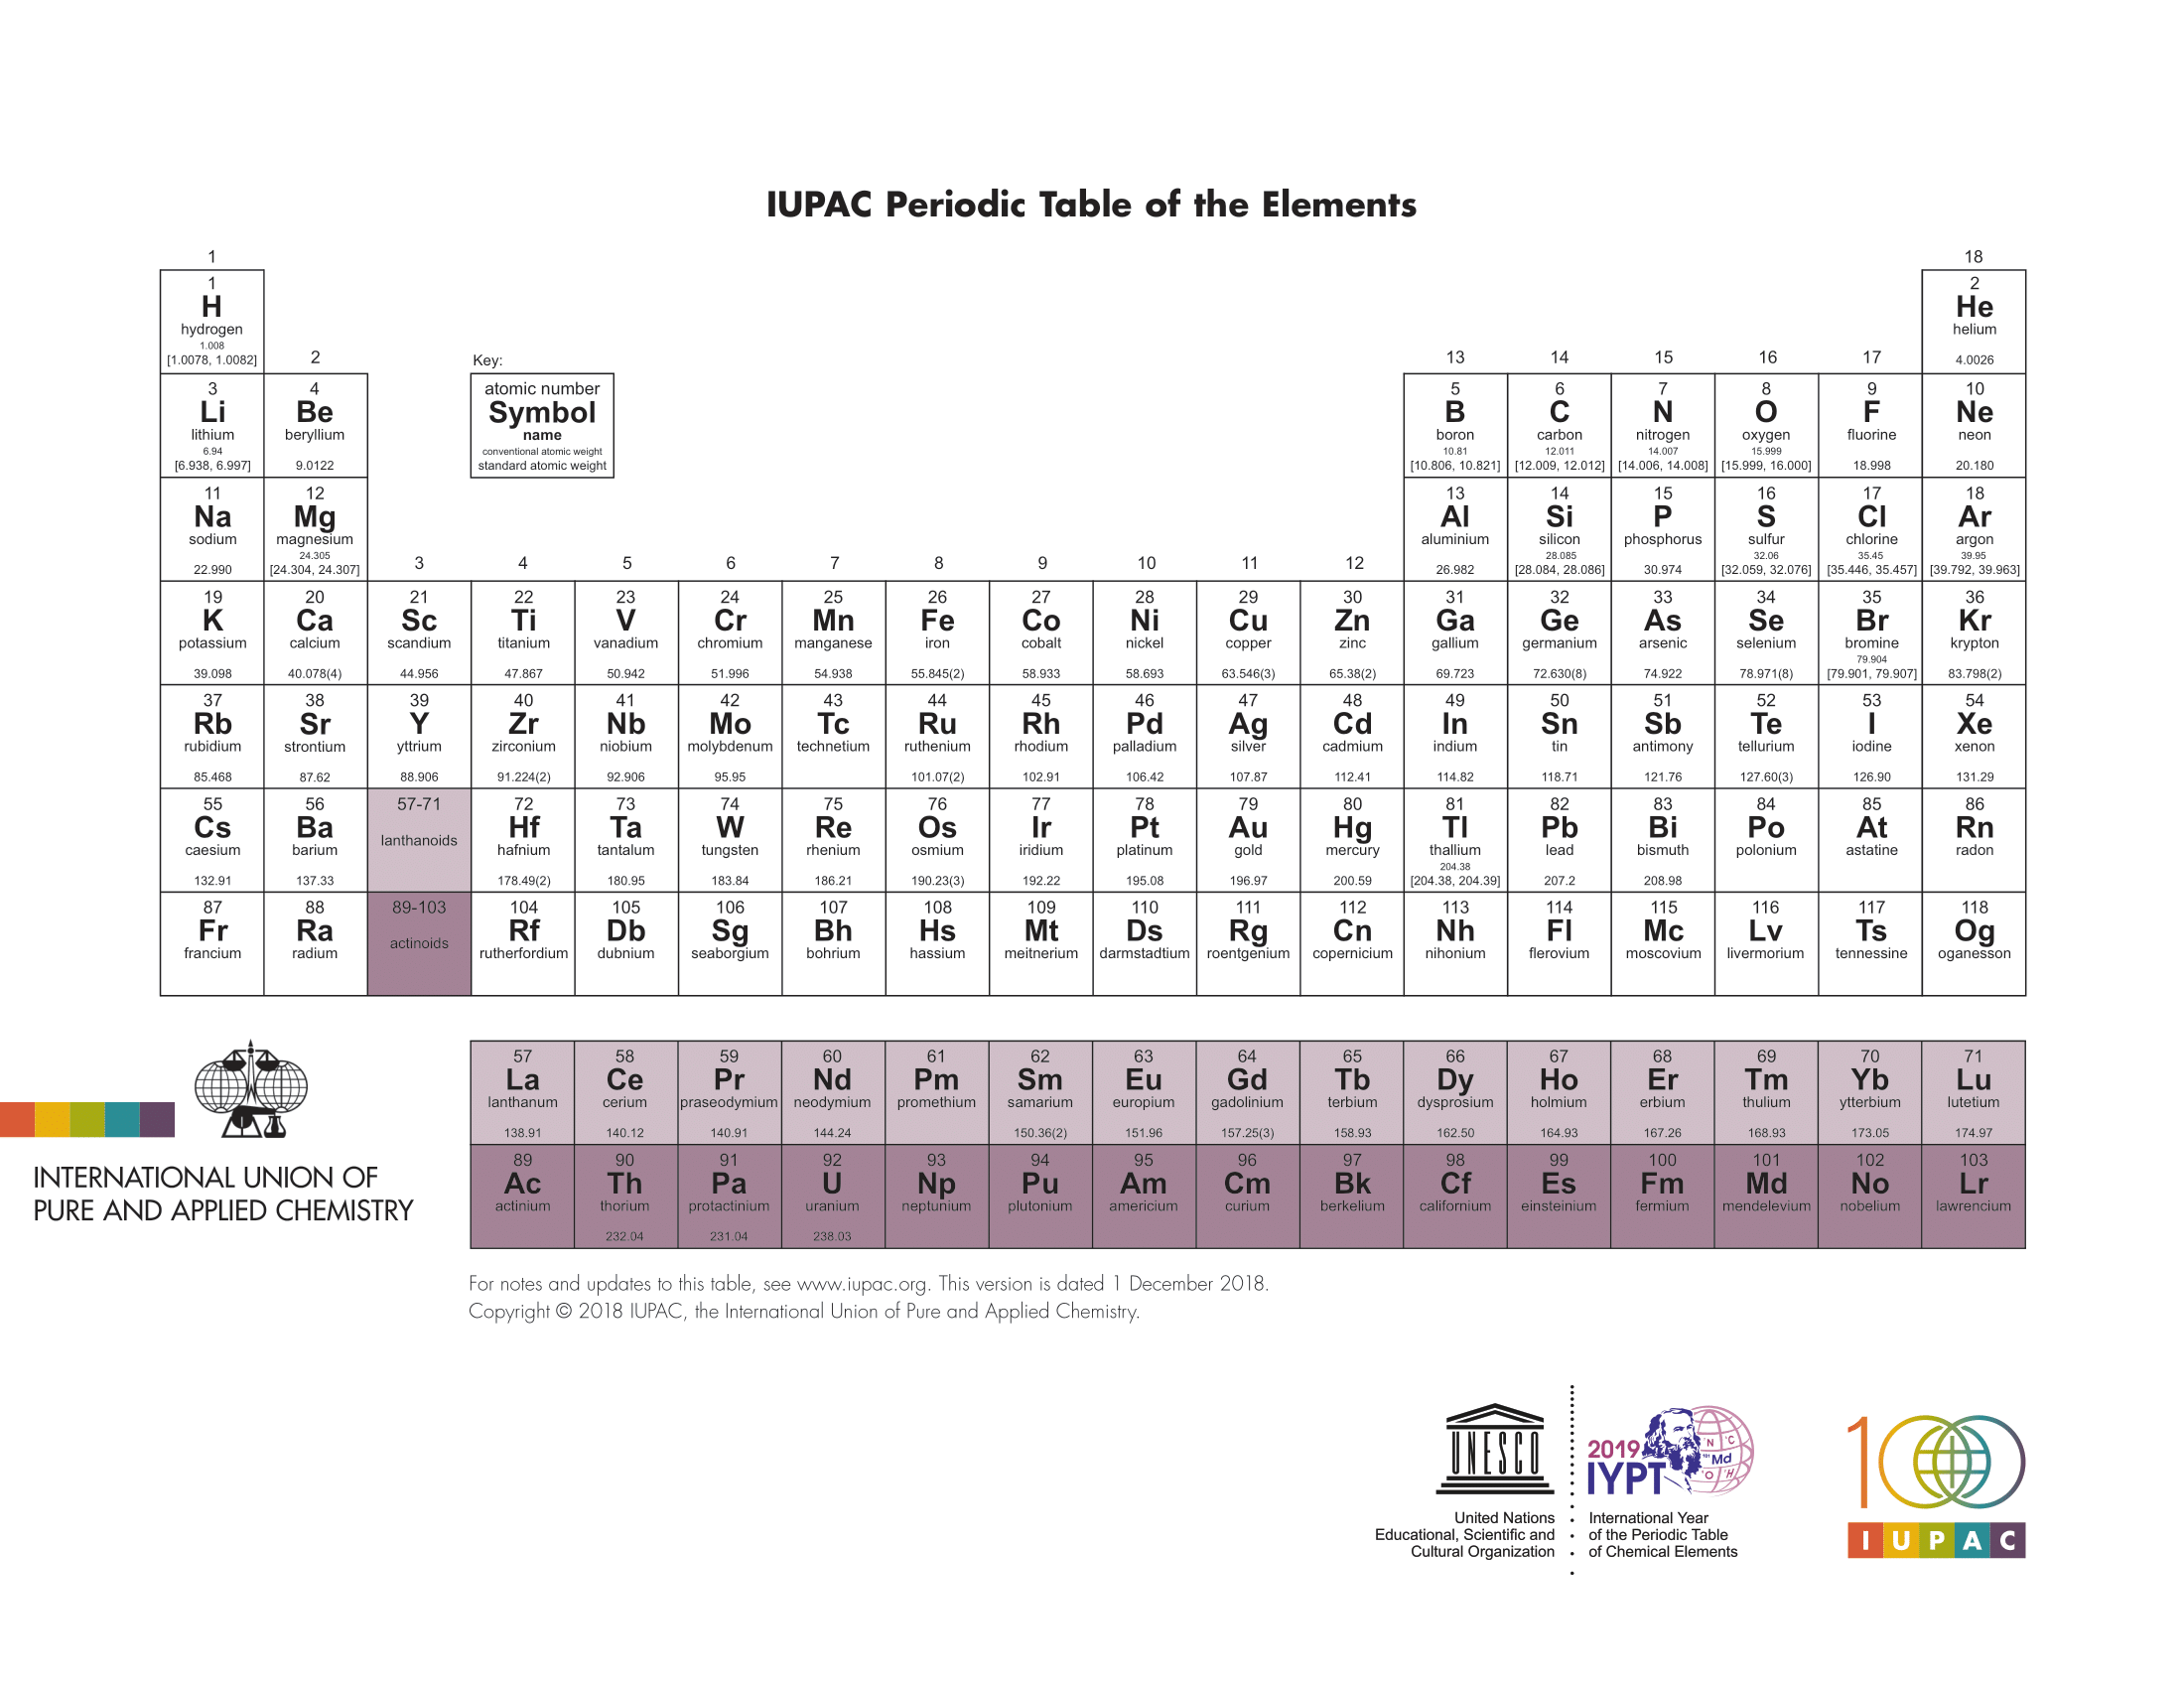 IUPAC Periodic Table of the Elements
1 18
1 2
H He
hydrogen helium
1.008
[1.0078, 1.0082] 2 Key: 13 14 15 16 17 4.0026
3 4 atomic number 5 6 7 8 9 10
Li Be Symbol B C N O F Ne
lithium beryllium name boron carbon nitrogen oxygen fluorine neon
6.94 conventional atomic weight 10.81 12.011 14.007 15.999
[6.938, 6.997] 9.0122 standard atomic weight [10.806, 10.821] [12.009, 12.012] [14.006, 14.008] [15.999, 16.000] 18.998 20.180
11 12 13 14 15 16 17 18
Na Mg Al Si P S Cl Ar
sodium magnesium aluminium silicon phosphorus sulfur chlorine argon
24.305 28.085 32.06 35.45 39.95
22.990 [24.304, 24.307] 3 4 5 6 7 8 9 10 11 12 26.982 [28.084, 28.086] 30.974 [32.059, 32.076] [35.446, 35.457] [39.792, 39.963]
19 20 21 22 23 24 25 26 27 28 29 30 31 32 33 34 35 36
K Ca Sc Ti V Cr Mn Fe Co Ni Cu Zn Ga Ge As Se Br Kr
potassium calcium scandium titanium vanadium chromium manganese iron cobalt nickel copper zinc gallium germanium arsenic selenium bromine krypton
79.904
39.098 40.078(4) 44.956 47.867 50.942 51.996 54.938 55.845(2) 58.933 58.693 63.546(3) 65.38(2) 69.723 72.630(8) 74.922 78.971(8) [79.901, 79.907] 83.798(2)
37 38 39 40 41 42 43 44 45 46 47 48 49 50 51 52 53 54
Rb Sr Y Zr Nb Mo Tc Ru Rh Pd Ag Cd In Sn Sb Te I Xe
rubidium strontium yttrium zirconium niobium molybdenum technetium ruthenium rhodium palladium silver cadmium indium tin antimony tellurium iodine xenon
85.468 87.62 88.906 91.224(2) 92.906 95.95 101.07(2) 102.91 106.42 107.87 112.41 114.82 118.71 121.76 127.60(3) 126.90 131.29
55 56 57-71 72 73 74 75 76 77 78 79 80 81 82 83 84 85 86
Cs Ba lanthanoids Hf Ta W Re Os Ir Pt Au Hg Tl Pb Bi Po At Rn
caesium barium hafnium tantalum tungsten rhenium osmium iridium platinum gold mercury thallium lead bismuth polonium astatine radon
204.38
132.91 137.33 178.49(2) 180.95 183.84 186.21 190.23(3) 192.22 195.08 196.97 200.59 [204.38, 204.39] 207.2 208.98
87 88 89-103 104 105 106 107 108 109 110 111 112 113 114 115 116 117 118
Fr Ra actinoids Rf Db Sg Bh Hs Mt Ds Rg Cn Nh Fl Mc Lv Ts Og
francium radium rutherfordium dubnium seaborgium bohrium hassium meitnerium darmstadtium roentgenium copernicium nihonium flerovium moscovium livermorium tennessine oganesson
57 58 59 60 61 62 63 64 65 66 67 68 69 70 71
La Ce Pr Nd Pm Sm Eu Gd Tb Dy Ho Er Tm Yb Lu
lanthanum cerium praseodymium neodymium promethium samarium europium gadolinium terbium dysprosium holmium erbium thulium ytterbium lutetium
138.91 140.12 140.91 144.24 150.36(2) 151.96 157.25(3) 158.93 162.50 164.93 167.26 168.93 173.05 174.97
89 90 91 92 93 94 95 96 97 98 99 100 101 102 103
Ac Th Pa U Np Pu Am Cm Bk Cf Es Fm Md No Lr
actinium thorium protactinium uranium neptunium plutonium americium curium berkelium californium einsteinium fermium mendelevium nobelium lawrencium
232.04 231.04 238.03
INTERNATIONAL UNION OF
PURE AND APPLIED CHEMISTRY
For notes and updates to this table, see www.iupac.org. This version is dated 1 December 2018.
Copyright © 2018 IUPAC, the International Union of Pure and Applied Chemistry.
UNESCO
United Nations
Educational, Scientific and
Cultural Organization
2019
IYPT
N C
Md
O H
International Year
of the Periodic Table
of Chemical Elements
100
IUPAC